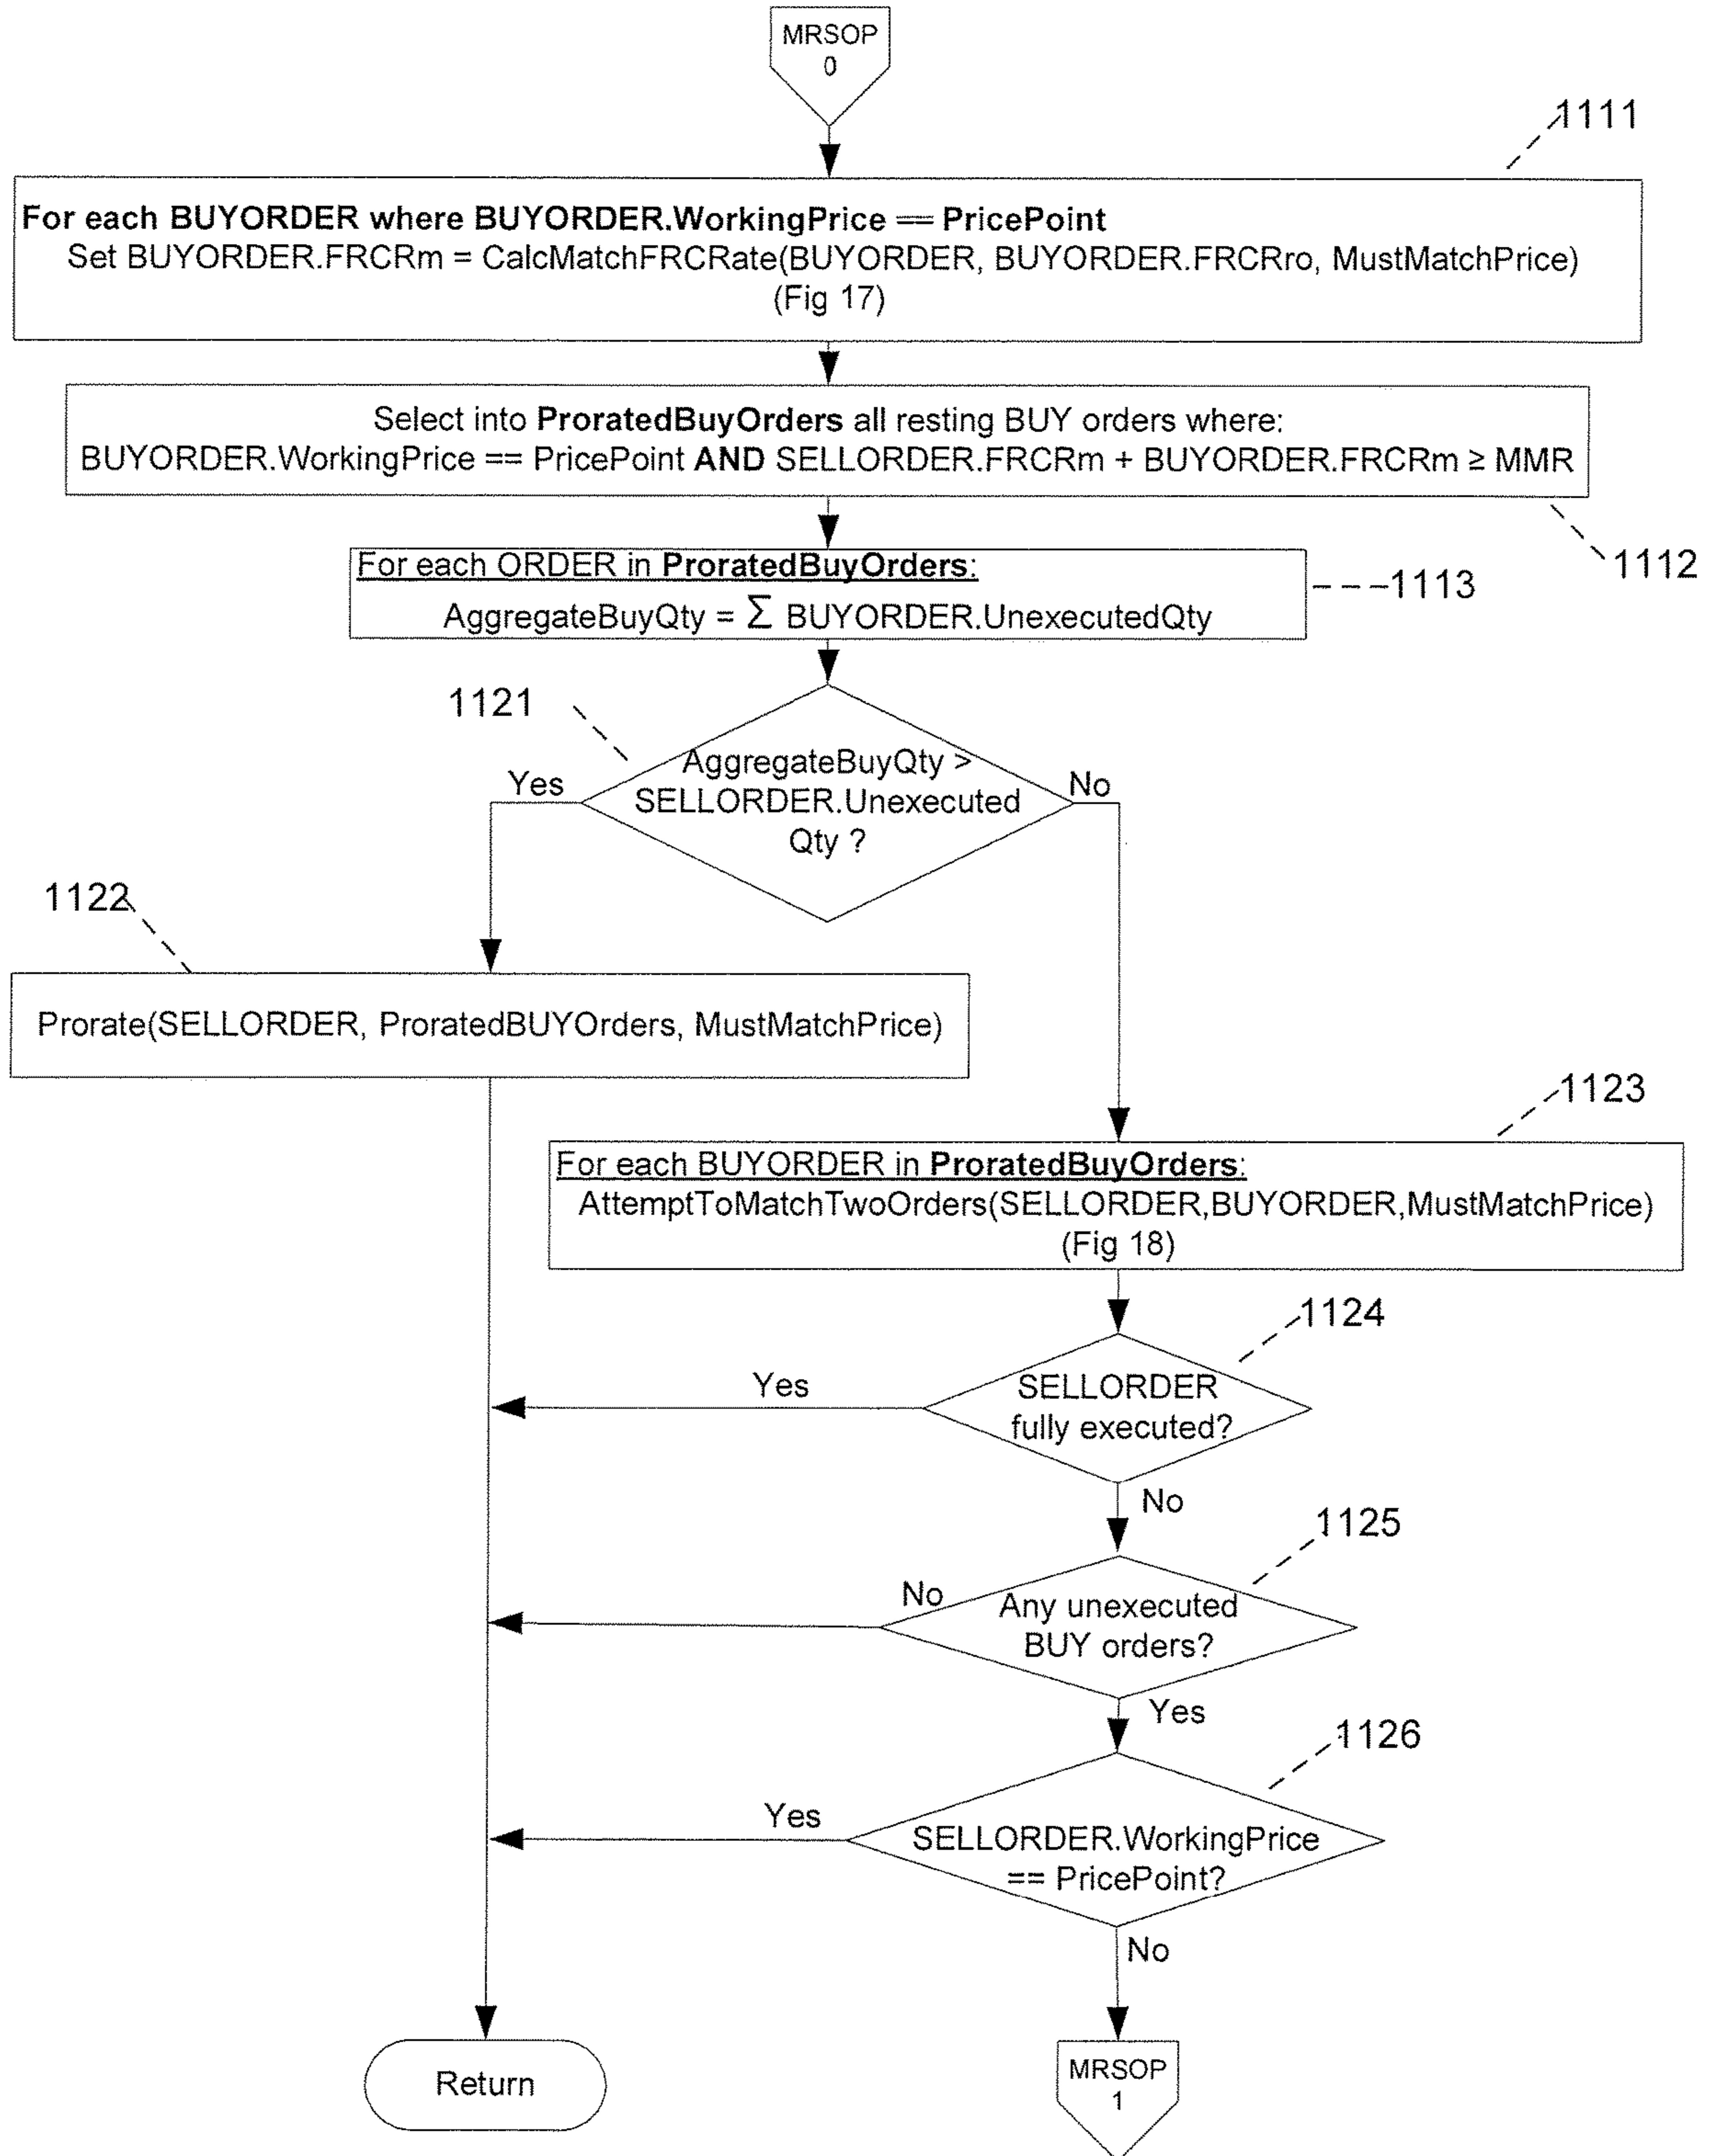 MRSOP
0
1111
For each BUYORDER where BUYORDER.WorkingPrice == PricePoint
Set BUYORDER.FRCRm = CalcMatchFRCRate(BUYORDER, BUYORDER.FRCRro, MustMatchPrice)
(Fig 17)
Select into ProratedBuyOrders all resting BUY orders where:
BUYORDER.WorkingPrice == PricePoint AND SELLORDER.FRCRm + BUYORDER.FRCRm ≥ MMR
1112
For each ORDER in ProratedBuyOrders:
AggregateBuyQty = Σ BUYORDER.UnexecutedQty
1113
1121
AggregateBuyQty >
SELLORDER.Unexecuted
Qty ?
Yes
No
1122
Prorate(SELLORDER, ProratedBUYOrders, MustMatchPrice)
1123
For each BUYORDER in ProratedBuyOrders:
AttemptToMatchTwoOrders(SELLORDER,BUYORDER,MustMatchPrice)
(Fig 18)
1124
SELLORDER
fully executed?
Yes
No
1125
Any unexecuted
BUY orders?
No
Yes
1126
SELLORDER.WorkingPrice
== PricePoint?
Yes
No
Return
MRSOP
1